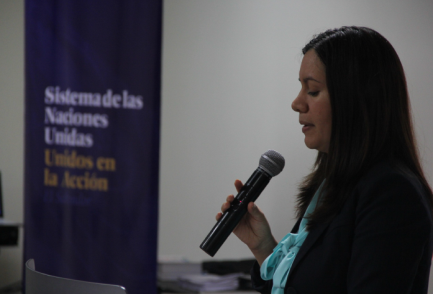 Sistema de las
Naciones
Unidas
Unidos en
la Acción